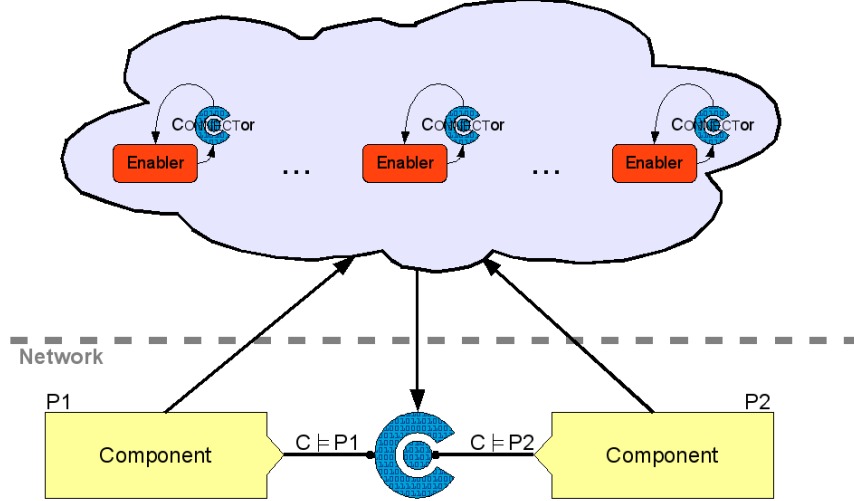 CONNECTor CONNECTor CONNECTor
Enabler ... Enabler ... Enabler
Network
P1 P2
Component C ⊨ P1 C ⊨ P2 Component